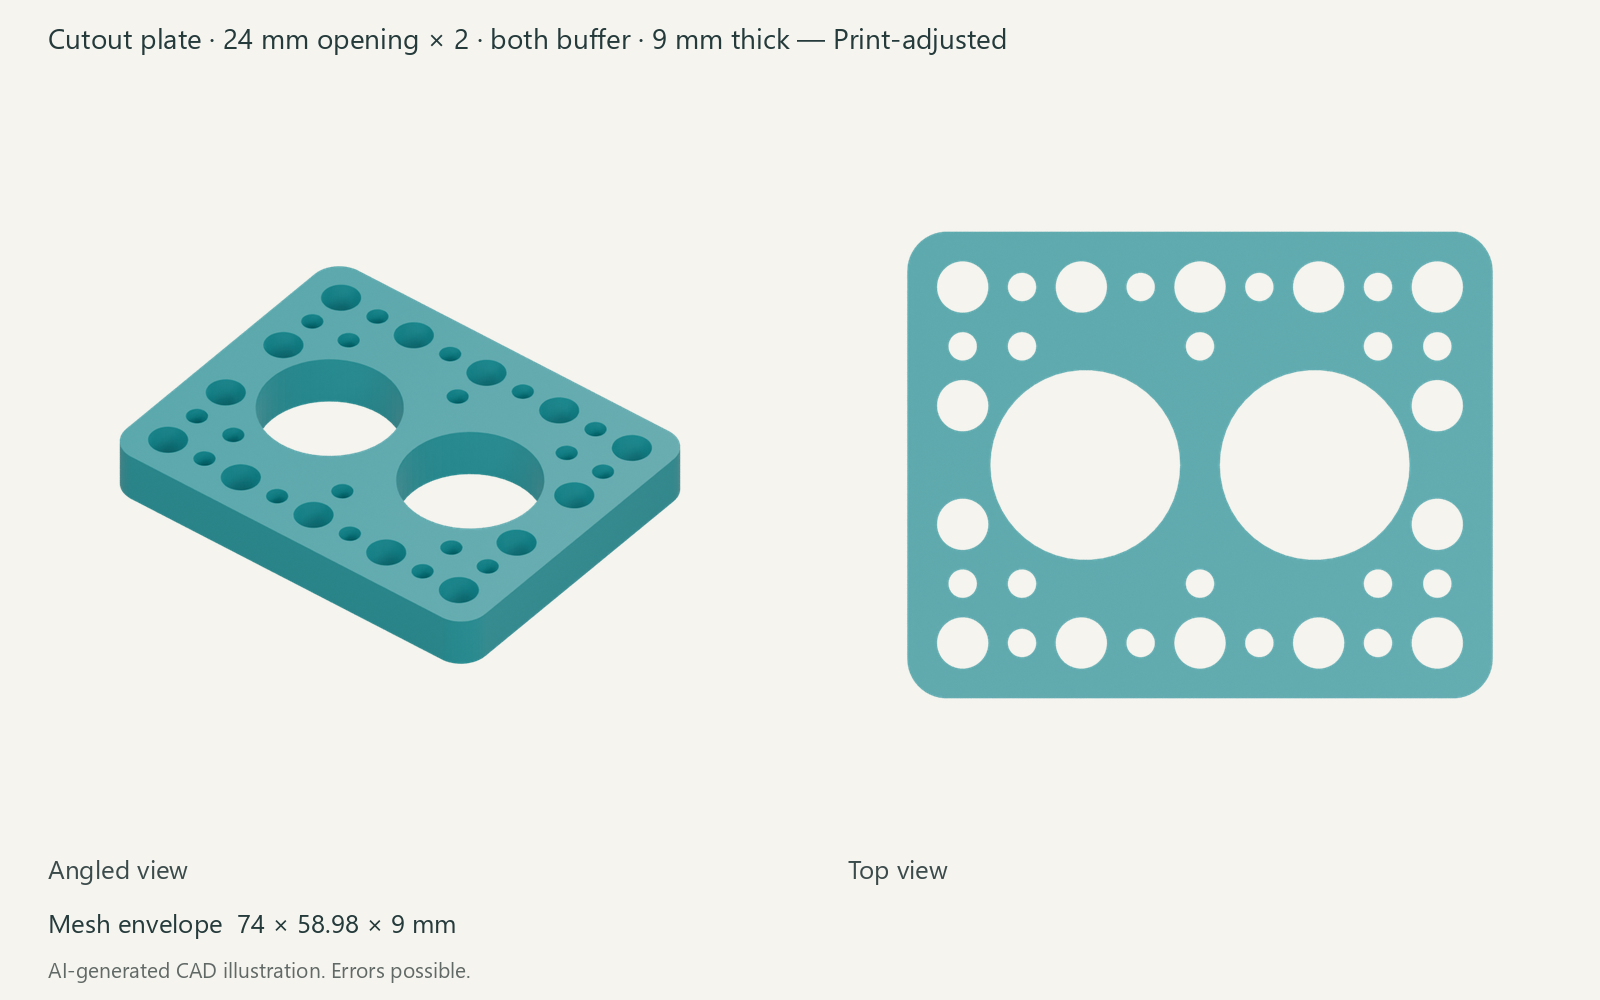 Cutout plate · 24 mm opening × 2 · both buffer · 9 mm thick — Print-adjusted
Angled view
Top view
Mesh envelope  74 × 58.98 × 9 mm
AI-generated CAD illustration. Errors possible.